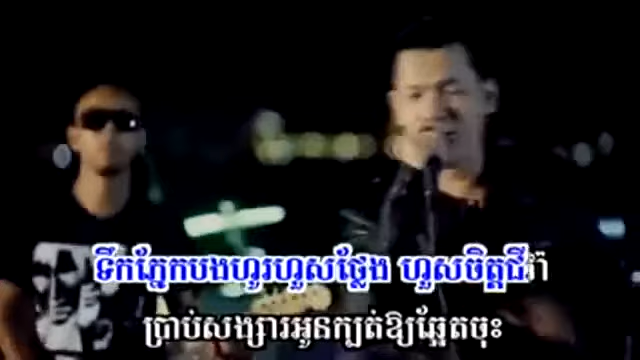 ទឹកភ្នែកបងហូរហួសថ្លែង ហួសចិត្តជីវ៉ា
ប្រាប់សង្សារអូនក្បត់ឱ្យឆ្អែតចុះ